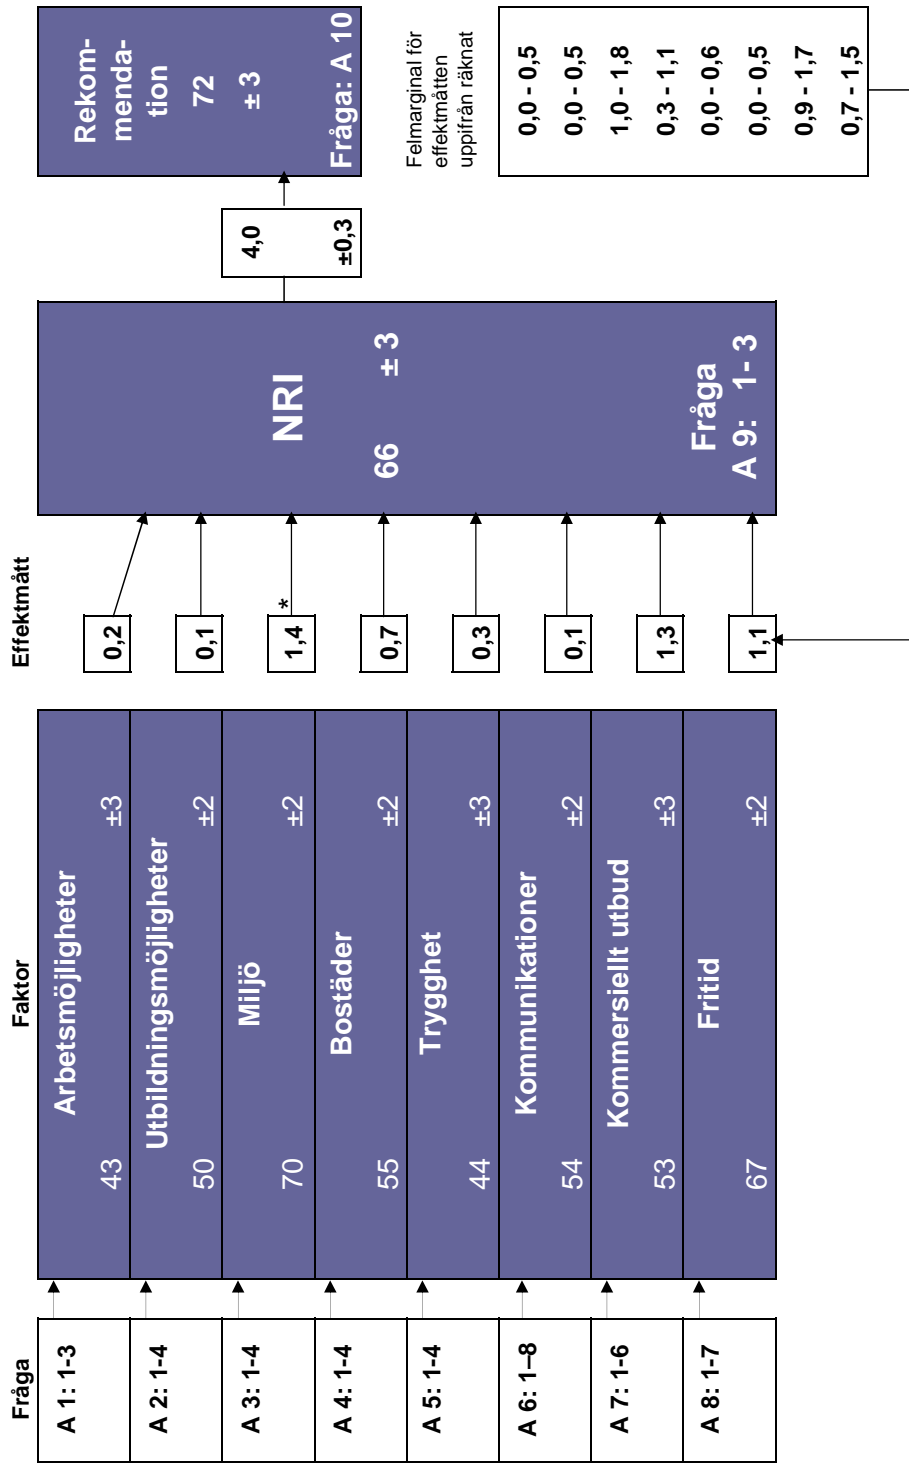 Fråga
Faktor
Effektmått
A 1: 1-3
A 2: 1-4
A 3: 1-4
A 4: 1-4
A 5: 1-4
A 6: 1–8
A 7: 1-6
A 8: 1-7
Arbetsmöjligheter
43 ±3
Utbildningsmöjligheter
50 ±2
Miljö
70 ±2
Bostäder
55 ±2
Trygghet
44 ±3
Kommunikationer
54 ±2
Kommersiellt utbud
53 ±3
Fritid
67 ±2
0,2
0,1
1,4 *
0,7
0,3
0,1
1,3
1,1
NRI
66 ± 3
Fråga
A 9: 1- 3
4,0
±0,3
Rekom-
menda-
tion
72
± 3
Fråga: A 10
Felmarginal för
effektmåtten
uppifrån räknat
0,0 - 0,5
0,0 - 0,5
1,0 - 1,8
0,3 - 1,1
0,0 - 0,6
0,0 - 0,5
0,9 - 1,7
0,7 - 1,5